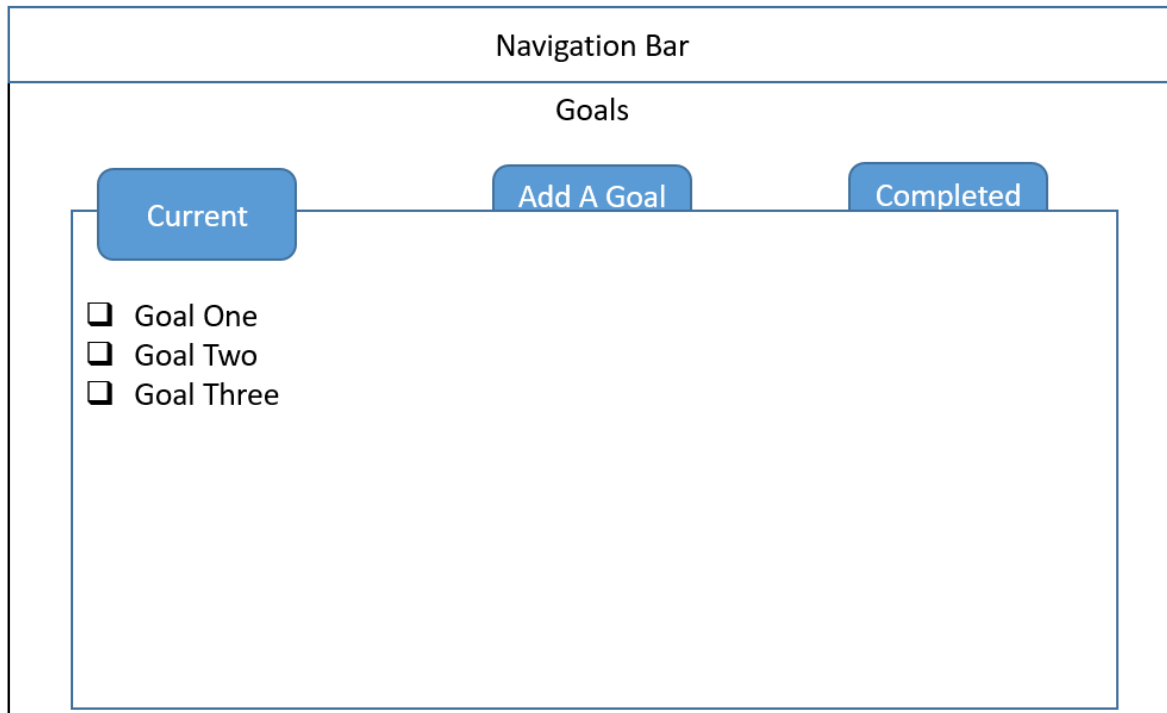 Navigation Bar
Goals
Current
Add A Goal
Completed
Goal One
Goal Two
Goal Three